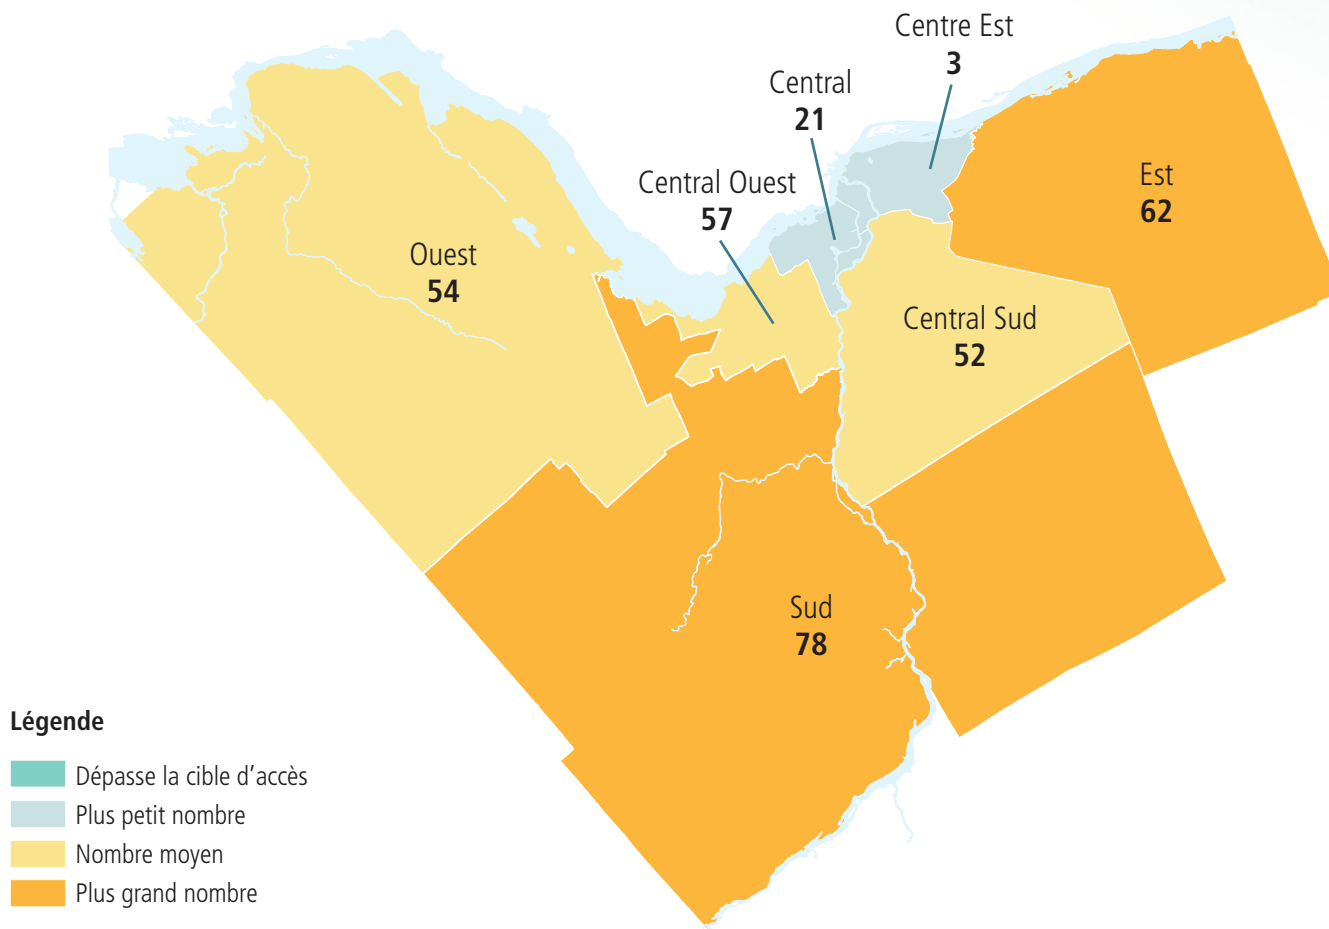 Centre Est
3
Central
21
Central Ouest
57
Est
62
Ouest
54
Central Sud
52
Sud
78
Légende
Dépasse la cible d'accès
Plus petit nombre
Nombre moyen
Plus grand nombre